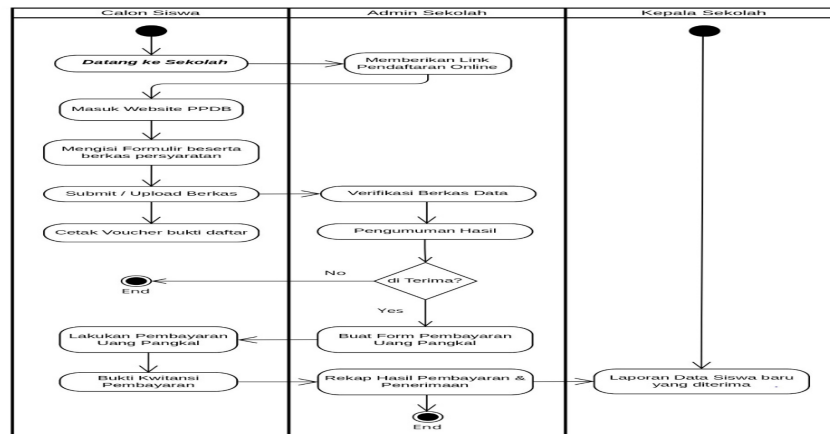 Calon Siswa
Admin Sekolah
Kepala Sekolah
Datang ke Sekolah
Memberikan Link
Pendaftaran Online
Masuk Website PPDB
Mengisi Formulir beserta
berkas persyaratan
Submit / Upload Berkas
Verifikasi Berkas Data
Cetak Voucher bukti daftar
Pengumuman Hasil
di Terima?
No
End
Yes
Lakukan Pembayaran
Uang Pangkal
Buat Form Pembayaran
Uang Pangkal
Bukti Kwitansi
Pembayaran
Rekap Hasil Pembayaran &
Penerimaan
Laporan Data Siswa baru
yang diterima
End